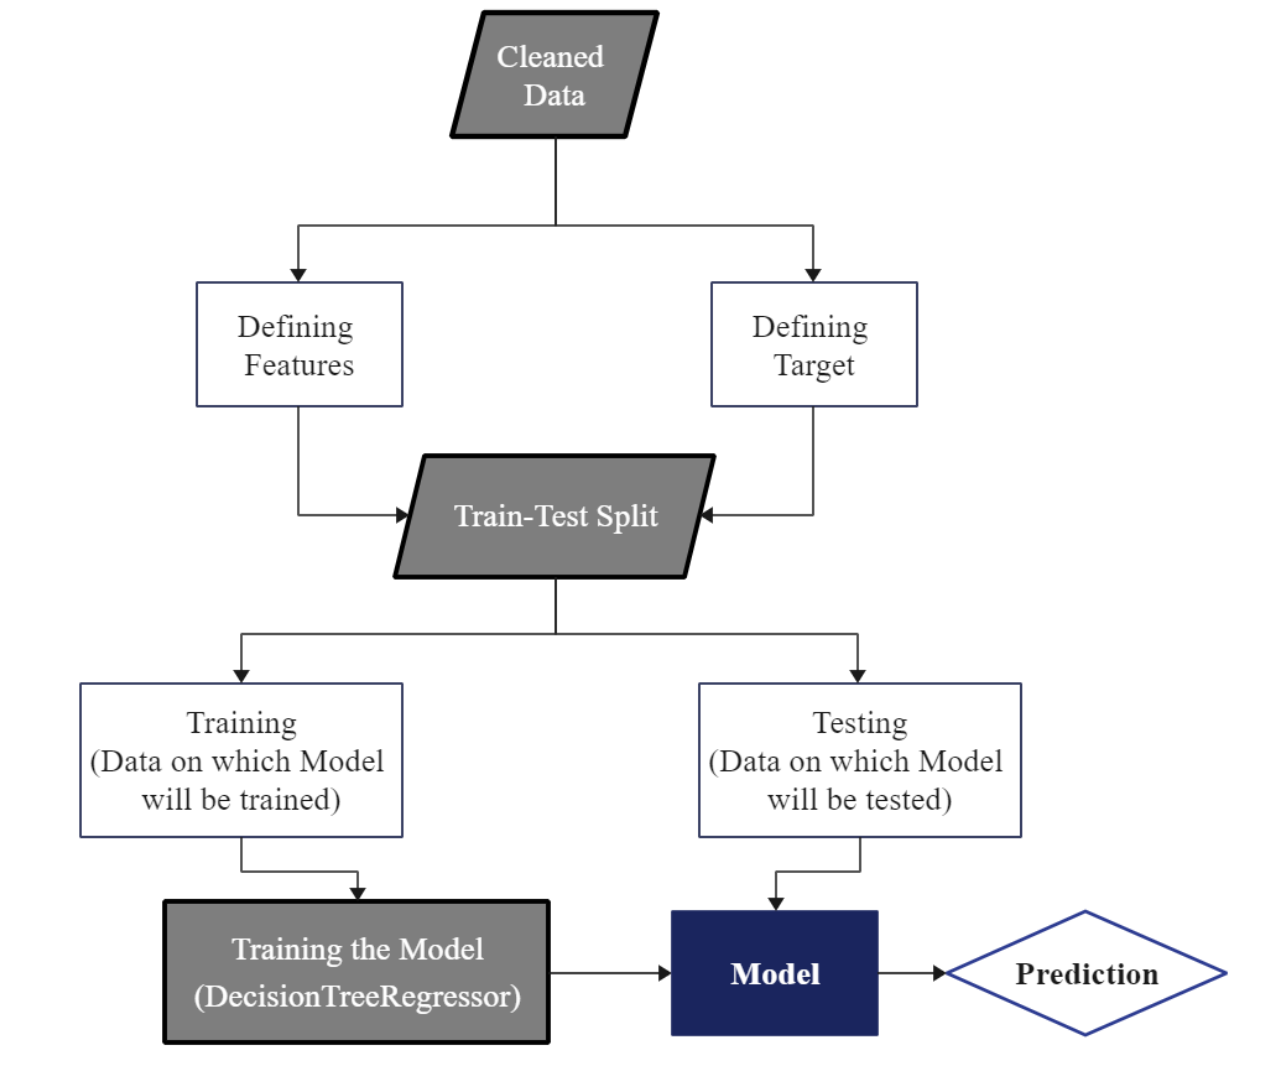 Cleaned
Data
Defining
Features
Defining
Target
Train-Test Split
Training
(Data on which Model
will be trained)
Testing
(Data on which Model
will be tested)
Training the Model
(DecisionTreeRegressor)
Model
Prediction